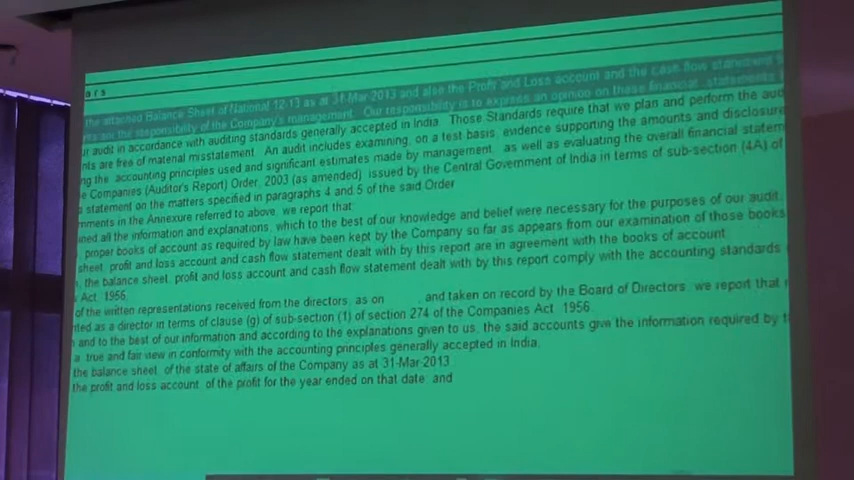 ars
the attached Balance Sheet of National 12-13 as at 31-Mar-2013 and also the Profit and Loss account and the cash flow statement
are the responsibility of the Company's management. Our responsibility is to express an opinion on these financial statements
audit in accordance with auditing standards generally accepted in India. Those Standards require that we plan and perform the aud
nts are free of material misstatement. An audit includes examining, on a test basis, evidence supporting the amounts and disclosure
ng the accounting principles used and significant estimates made by management, as well as evaluating the overall financial statem
e Companies (Auditor's Report) Order, 2003 (as amended) issued by the Central Government of India in terms of sub-section (4A) of
statement on the matters specified in paragraphs 4 and 5 of the said Order
mments in the Annexure referred to above, we report that:
ned all the information and explanations, which to the best of our knowledge and belief were necessary for the purposes of our audit.
proper books of account as required by law have been kept by the Company so far as appears from our examination of those books
sheet, profit and loss account and cash flow statement dealt with by this report are in agreement with the books of account.
, the balance sheet, profit and loss account and cash flow statement dealt with by this report comply with the accounting standards
Act, 1956.
of the written representations received from the directors, as on , and taken on record by the Board of Directors, we report that
ted as a director in terms of clause (g) of sub-section (1) of section 274 of the Companies Act, 1956.
and to the best of our information and according to the explanations given to us, the said accounts give the information required by
a true and fair view in conformity with the accounting principles generally accepted in India.
the balance sheet, of the state of affairs of the Company as at 31-Mar-2013
the profit and loss account, of the profit for the year ended on that date; and